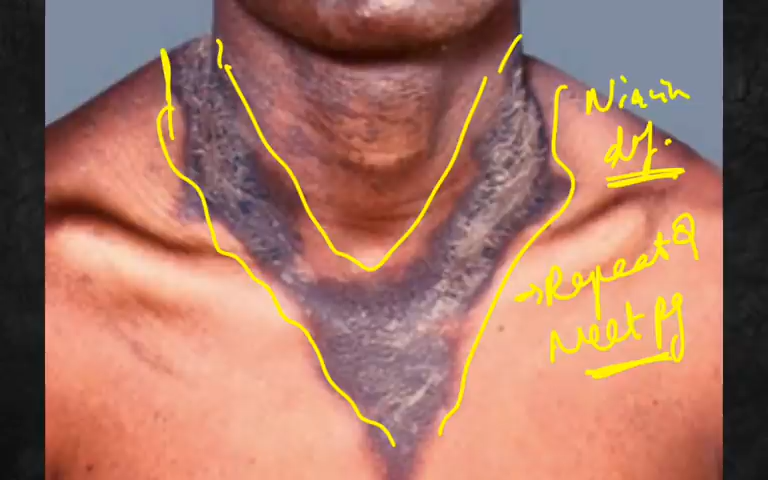 Niacin
def.
→ Repeat Q
Neet pg